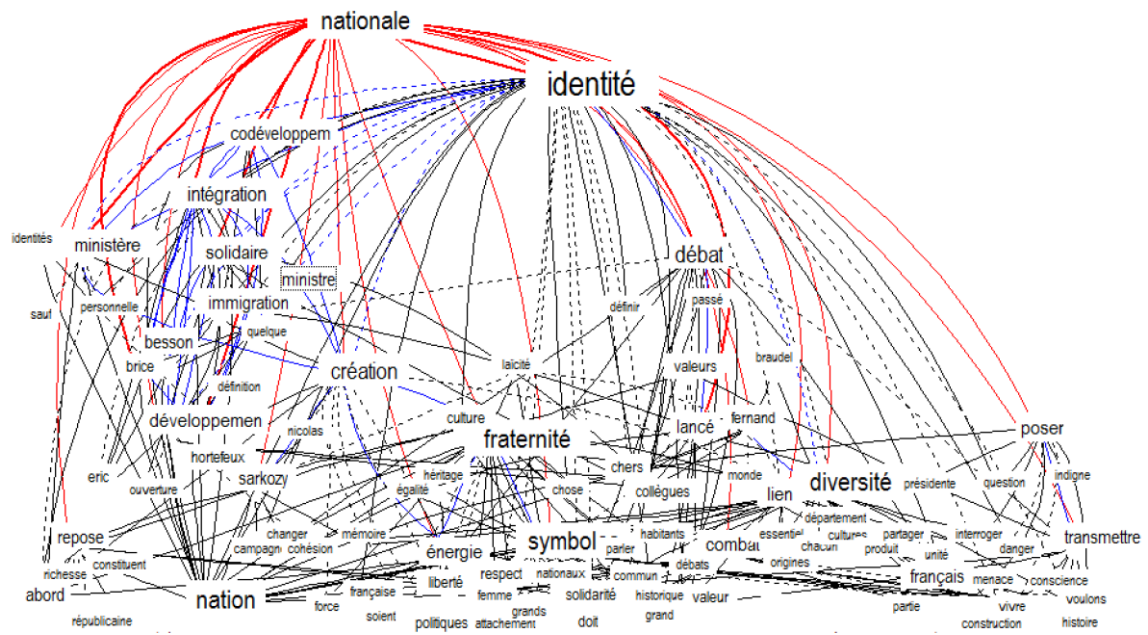 nationale
identité
codéveloppem
intégration
identités
ministère
solidaire
débat
ministre
personnelle
immigration
passé
sauf
définir
besson
quelque
brice
création
laïcité
valeurs
braudel
définition
développemen
nicolas
culture
lancé
fernand
fraternité
poser
hortefeux
eric
ouverture
sarkozy
héritage
chers
monde
indigne
égalité
chose
collégues
lien
diversité
présidente
question
département
repose
changer
mémoire
habitants
essentiel
cultures
partager
interroger
transmettre
campagn
cohésion
énergie
symbol
parler
combat
chacun
produit
unité
danger
constituent
richesse
débats
origines
abord
nation
française
liberté
respect
nationaux
commun
français
menace
conscience
force
femme
solidarité
historique
valeur
vivre
voulons
républicaine
soient
politiques
grands
attachement
doit
grand
partie
construction
histoire